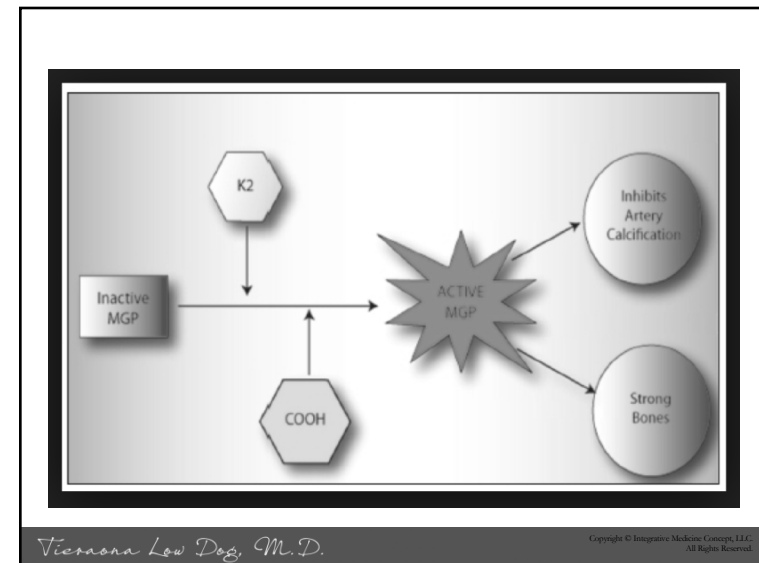 K2
Inhibits
Artery
Calcification
Inactive
MGP
ACTIVE
MGP
COOH
Strong
Bones
Tieraona Low Dog, M.D.
Copyright © Integrative Medicine Concept, LLC.
All Rights Reserved.